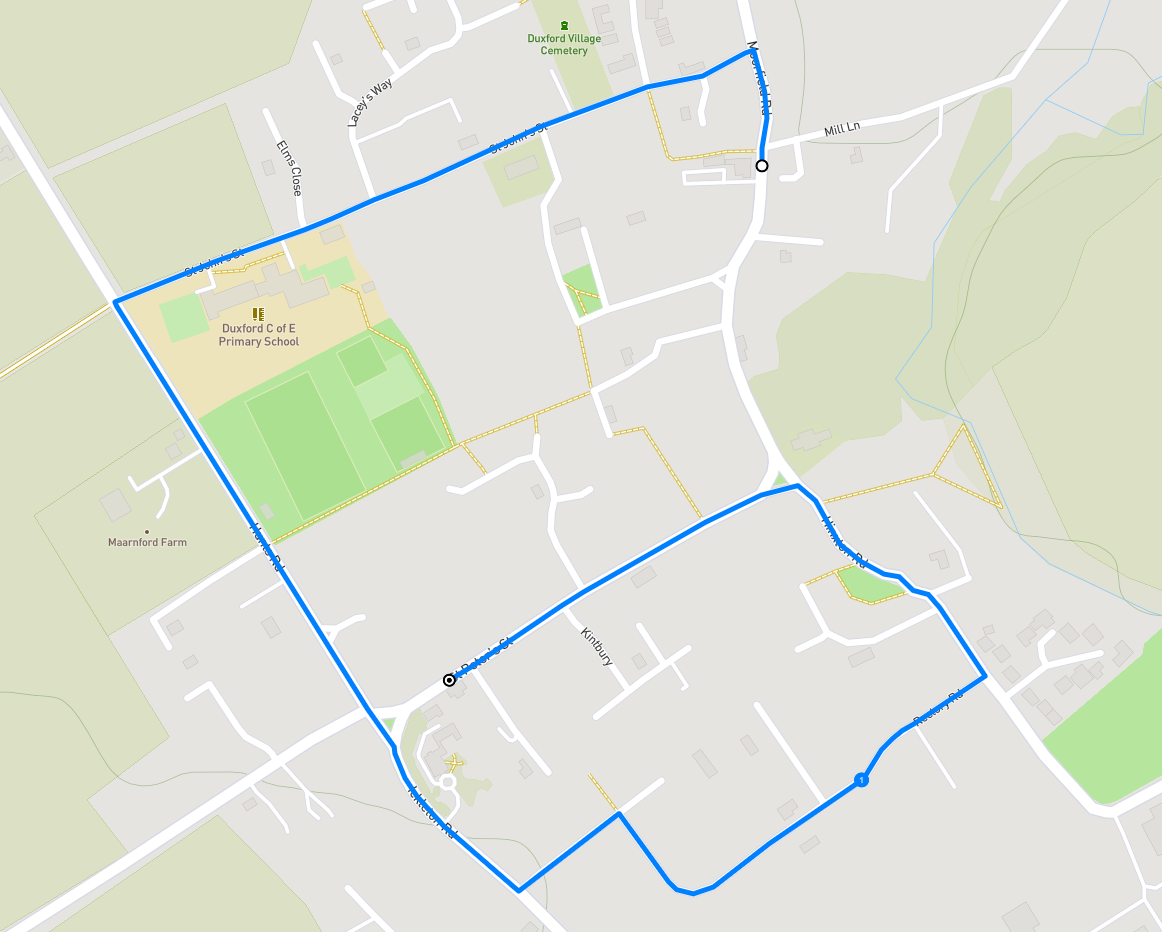 Duxford Village
Cemetery
Moorfield Rd
Lacey's Way
Mill Ln
St John's St
Elms Close
St John's St
Duxford C of E
Primary School
Hunts Rd
Maarnford Farm
Hinxton Rd
Kintbury
St Peter's St
Rectory Rd
1
Ickleton Rd